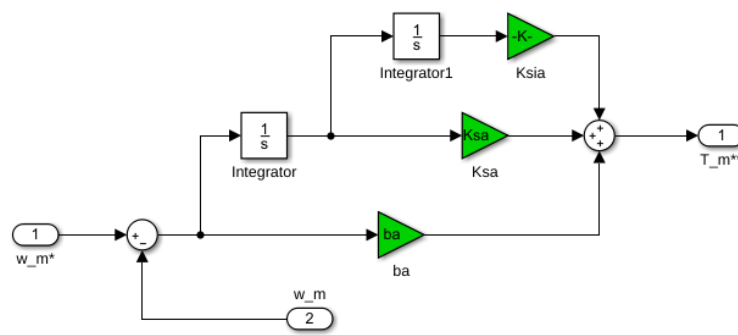 1
s
Integrator1
-K-
Ksia
1
s
Integrator
Ksa
Ksa
+
+
+
1
T_m*'
1
w_m*
+
−
ba
ba
w_m
2